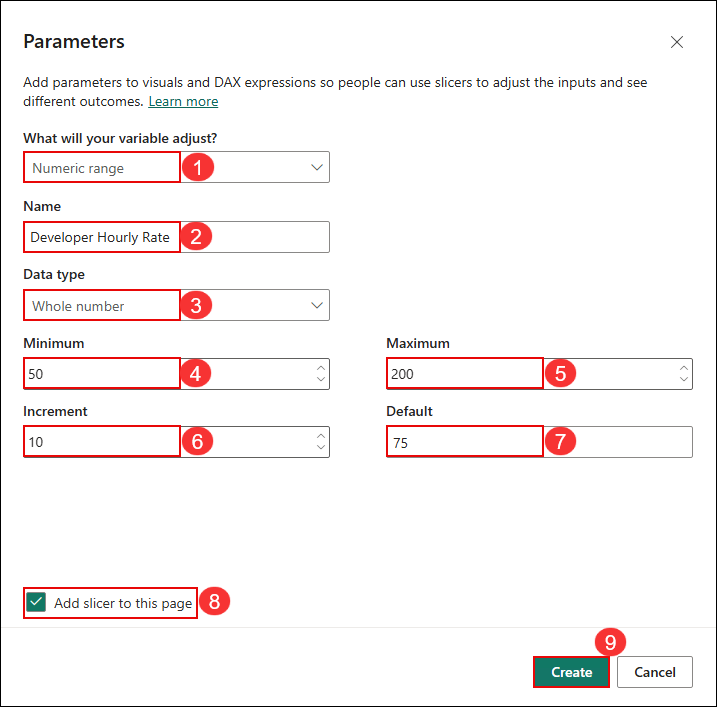 Parameters
Add parameters to visuals and DAX expressions so people can use slicers to adjust the inputs and see
different outcomes. Learn more
What will your variable adjust?
Numeric range 1
Name
Developer Hourly Rate 2
Data type
Whole number 3
Minimum Maximum
50 4 200 5
Increment Default
10 6 75 7
Add slicer to this page 8
9
Create Cancel